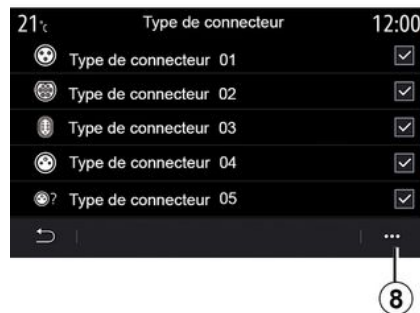 21°c Type de connecteur 12:00
Type de connecteur 01
Type de connecteur 02
Type de connecteur 03
Type de connecteur 04
? Type de connecteur 05
...
8